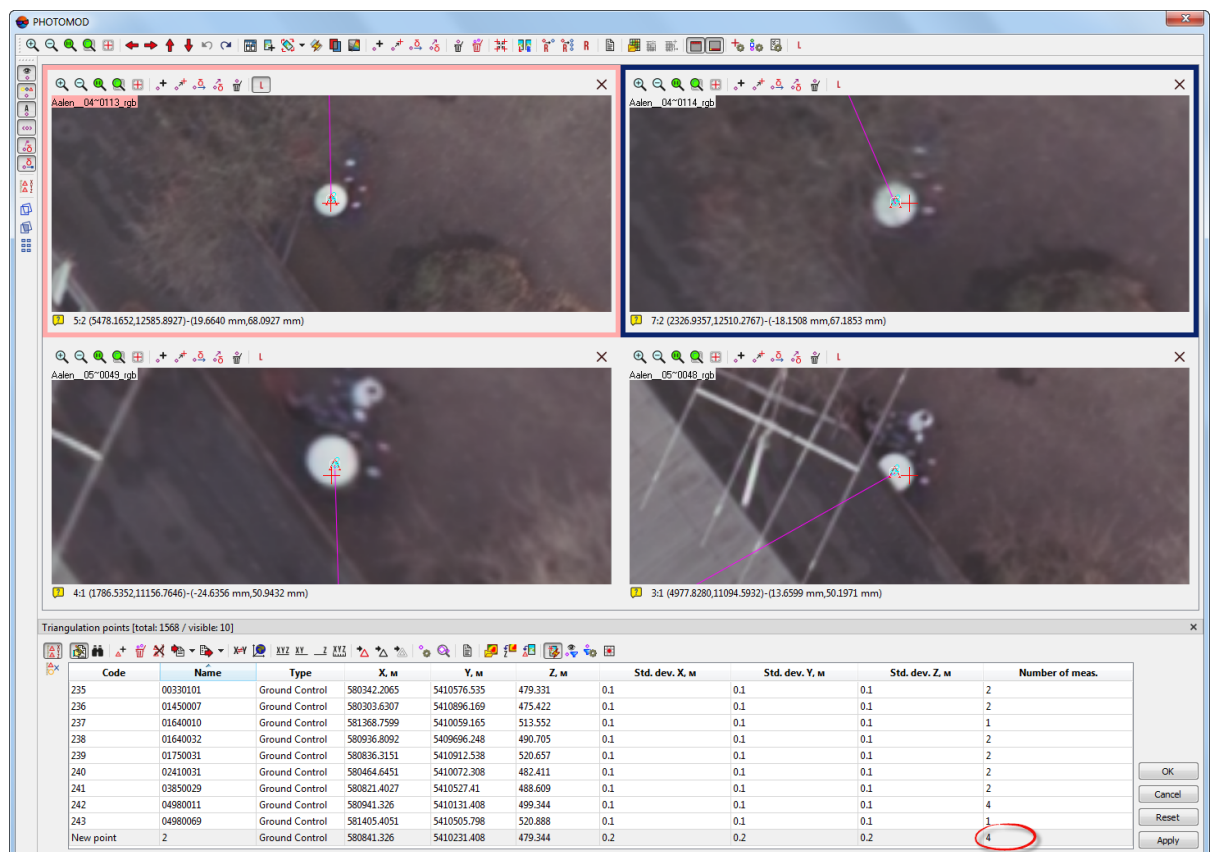 PHOTOMOD
R
L
L
L
Aalen__04~0113_rgb
Aalen__04~0114_rgb
5:2 (5478.1652,12585.8927)-(19.6640 mm,68.0927 mm)
7:2 (2326.9357,12510.2767)-(-18.1508 mm,67.1853 mm)
L
L
Aalen__05~0049_rgb
Aalen__05~0048_rgb
4:1 (1786.5352,11156.7646)-(-24.6356 mm,50.9432 mm)
3:1 (4977.8280,11094.5932)-(13.6599 mm,50.1971 mm)
Triangulation points [total: 1568 / visible: 10]
XYZ XY Z XYZ
Code Name Type X, м Y, м Z, м Std. dev. X, м Std. dev. Y, м Std. dev. Z, м Number of meas.
235 00330101 Ground Control 580342.2065 5410576.535 479.331 0.1 0.1 0.1 2
236 01450007 Ground Control 580303.6307 5410896.169 475.422 0.1 0.1 0.1 2
237 01640010 Ground Control 581368.7599 5410059.165 513.552 0.1 0.1 0.1 1
238 01640032 Ground Control 580936.8092 5409696.248 490.705 0.1 0.1 0.1 2
239 01750031 Ground Control 580836.3151 5410912.538 520.657 0.1 0.1 0.1 2
240 02410031 Ground Control 580464.6451 5410072.308 482.411 0.1 0.1 0.1 2
241 03850029 Ground Control 580821.4027 5410527.41 488.609 0.1 0.1 0.1 2
242 04980011 Ground Control 580941.326 5410131.408 499.344 0.1 0.1 0.1 4
243 04980069 Ground Control 581405.4051 5410505.798 520.888 0.1 0.1 0.1 1
New point 2 Ground Control 580841.326 5410231.408 479.344 0.2 0.2 0.2 4
OK
Cancel
Reset
Apply